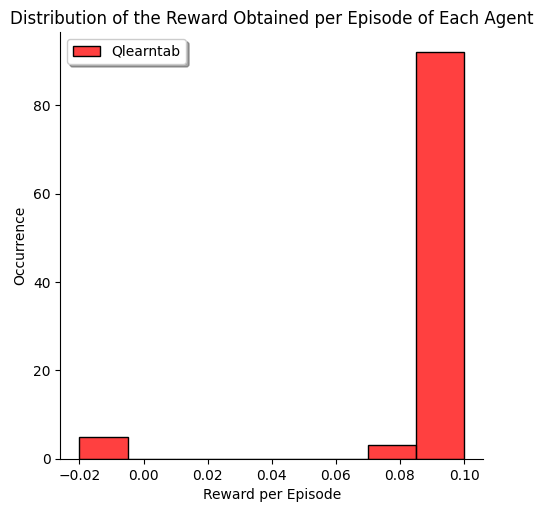 Distribution of the Reward Obtained per Episode of Each Agent
Qlearntab
80
60
40
20
0
Occurrence
−0.02 0.00 0.02 0.04 0.06 0.08 0.10
Reward per Episode